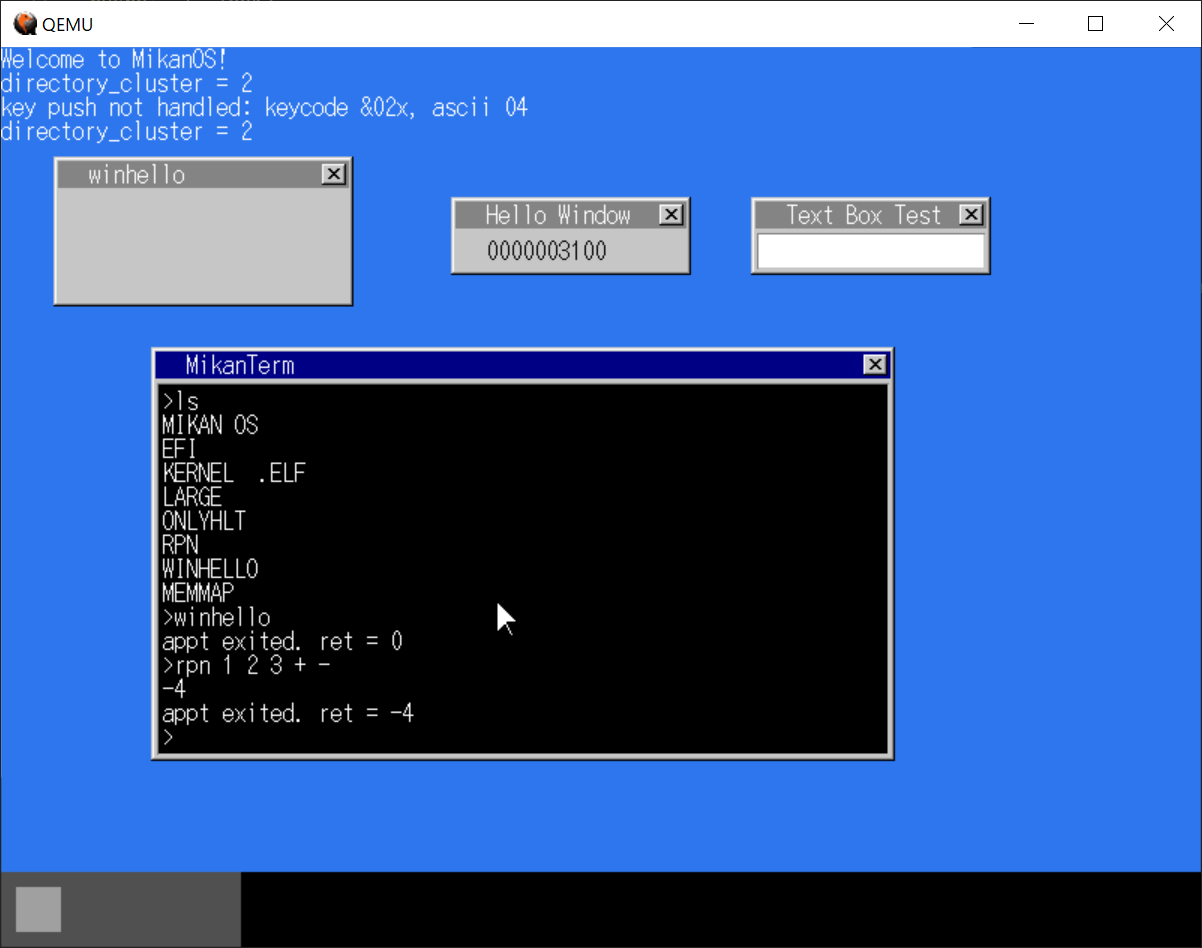 QEMU
Welcome to MikanOS!
directory_cluster = 2
key push not handled: keycode &02x, ascii 04
directory_cluster = 2
winhello
Hello Window
0000003100
Text Box Test
MikanTerm
>ls
MIKAN OS
EFI
KERNEL  .ELF
LARGE
ONLYHLT
RPN
WINHELLO
MEMMAP
>winhello
appt exited. ret = 0
>rpn 1 2 3 + -
-4
appt exited. ret = -4
>